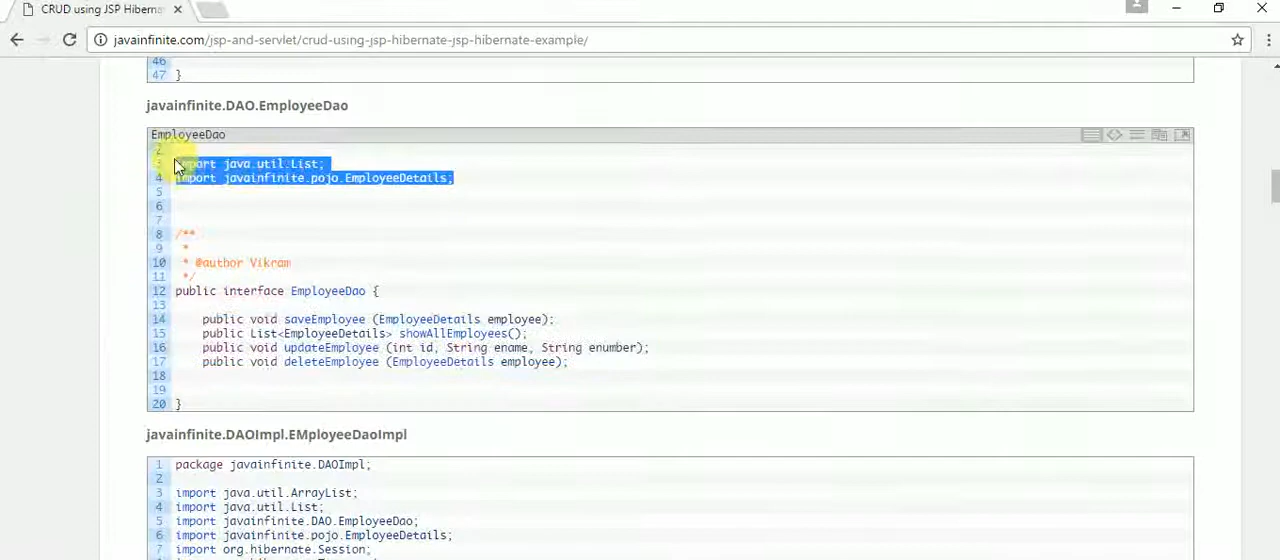 CRUD using JSP Hiberna
javainfinite.com/jsp-and-servlet/crud-using-jsp-hibernate-jsp-hibernate-example/
46
47 }
javainfinite.DAO.EmployeeDao
EmployeeDao
2
3 import java.util.List;
4 import javainfinite.pojo.EmployeeDetails;
5
6
7
8 /**
9 *
10 * @author Vikram
11 */
12 public interface EmployeeDao {
13
14 public void saveEmployee (EmployeeDetails employee);
15 public List<EmployeeDetails> showAllEmployees();
16 public void updateEmployee (int id, String ename, String enumber);
17 public void deleteEmployee (EmployeeDetails employee);
18
19
20 }
javainfinite.DAOImpl.EMployeeDaoImpl
1 package javainfinite.DAOImpl;
2
3 import java.util.ArrayList;
4 import java.util.List;
5 import javainfinite.DAO.EmployeeDao;
6 import javainfinite.pojo.EmployeeDetails;
7 import org.hibernate.Session;